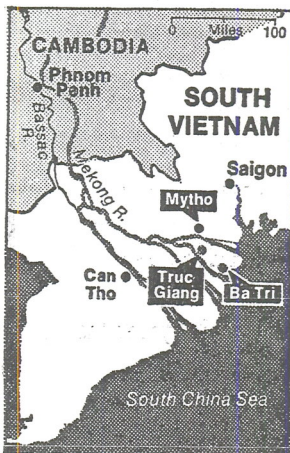 0 100
Miles
CAMBODIA
Phnom
Penh
Bassac
R.
Mekong R.
SOUTH
VIETNAM
Saigon
Mytho
Can
Tho
Truc
Giang
Ba Tri
South China Sea